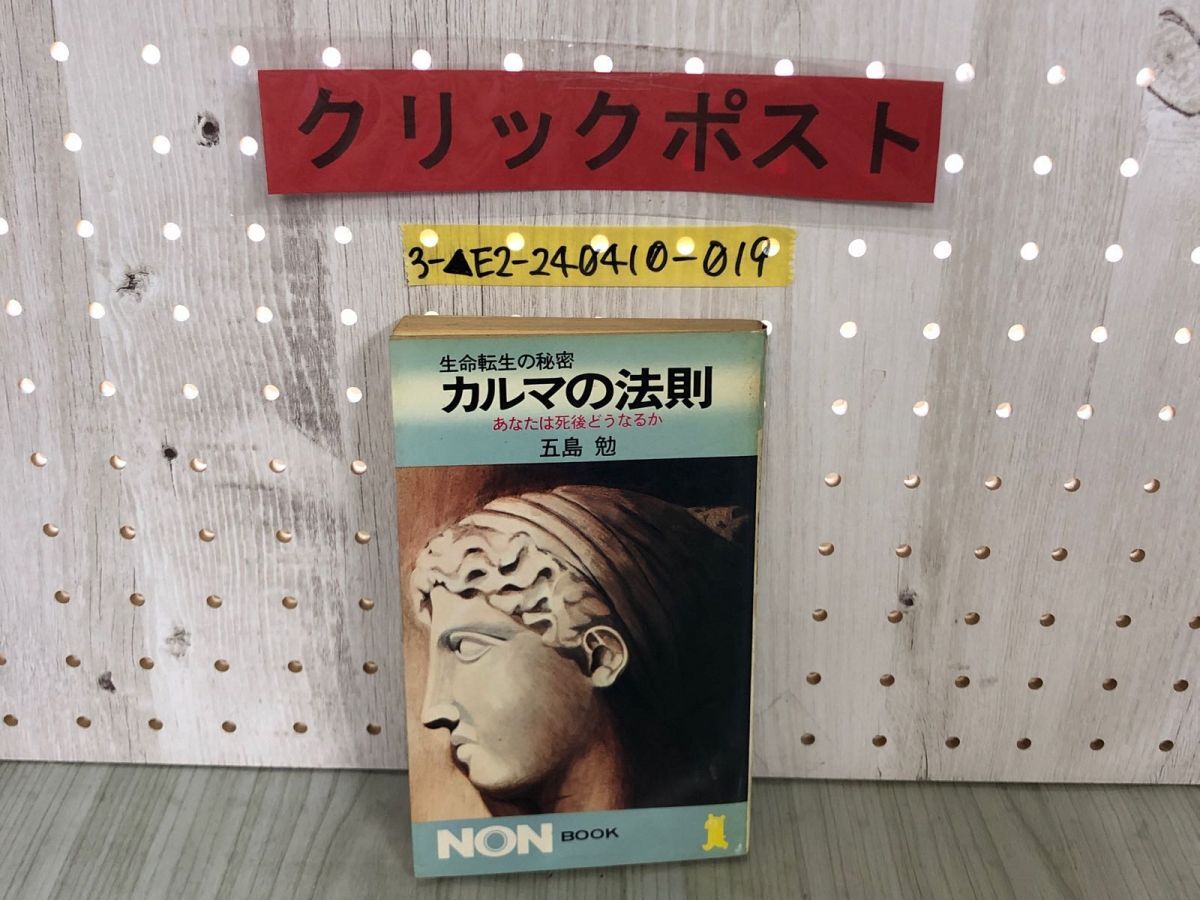 クリックポスト
3-▲E2-240410-019
生命転生の秘密
カルマの法則
あなたは死後どうなるか
五島 勉
NON BOOK